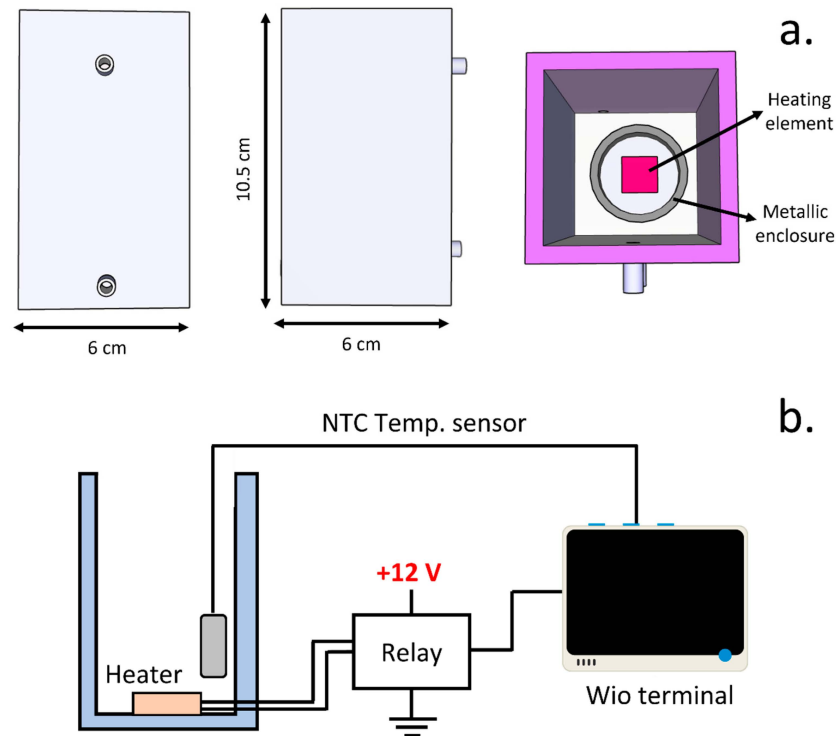 a.
Heating
element
Metallic
enclosure
10.5 cm
6 cm
6 cm
b.
NTC Temp. sensor
+12 V
Relay
Heater
Wio terminal